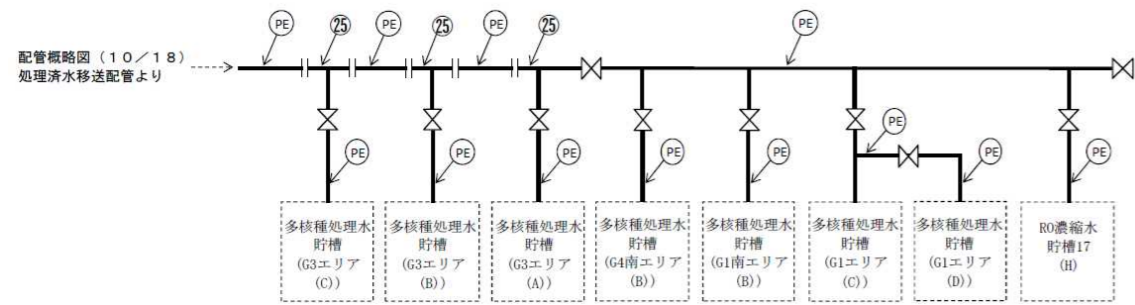 PE
㉕
PE
㉕
PE
㉕
PE
配管概略図（１０／１８）
処理済水移送配管より
PE
PE
PE
PE
PE
PE
PE
PE
PE
多核種処理水
貯槽
(G3エリア
(C))
多核種処理水
貯槽
(G3エリア
(B))
多核種処理水
貯槽
(G3エリア
(A))
多核種処理水
貯槽
(G4南エリア
(B))
多核種処理水
貯槽
(G1南エリア
(B))
多核種処理水
貯槽
(G1エリア
(C))
多核種処理水
貯槽
(G1エリア
(D))
RO濃縮水
貯槽17
(H)